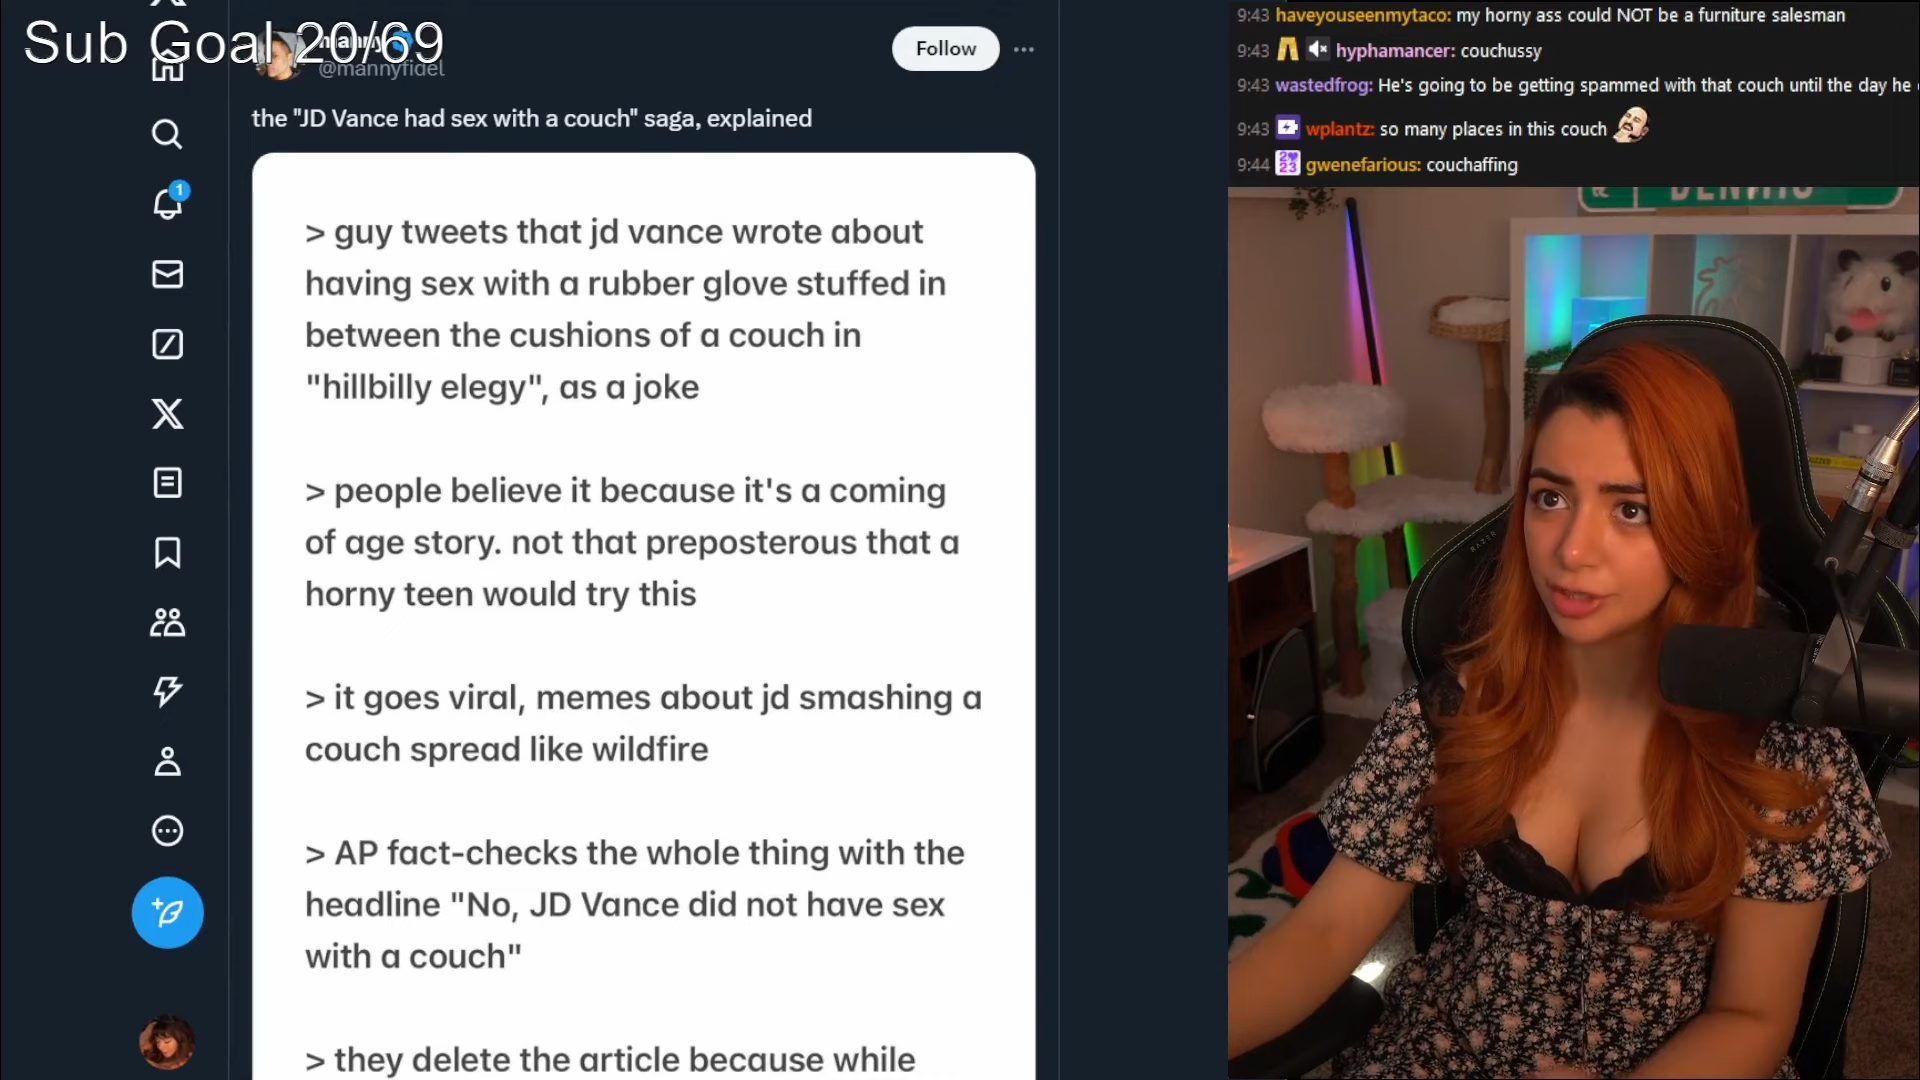 Sub Goal 20/69
manny
@mannyfidel
Follow
1
the "JD Vance had sex with a couch" saga, explained
> guy tweets that jd vance wrote about
having sex with a rubber glove stuffed in
between the cushions of a couch in
"hillbilly elegy", as a joke
> people believe it because it's a coming
of age story. not that preposterous that a
horny teen would try this
> it goes viral, memes about jd smashing a
couch spread like wildfire
> AP fact-checks the whole thing with the
headline "No, JD Vance did not have sex
with a couch"
> they delete the article because while
9:43 haveyouseenmytaco: my horny ass could NOT be a furniture salesman
9:43 hyphamancer: couchussy
9:43 wastedfrog: He's going to be getting spammed with that couch until the day he
9:43 wplantz: so many places in this couch
9:44 gwenefarious: couchaffing
RAZER